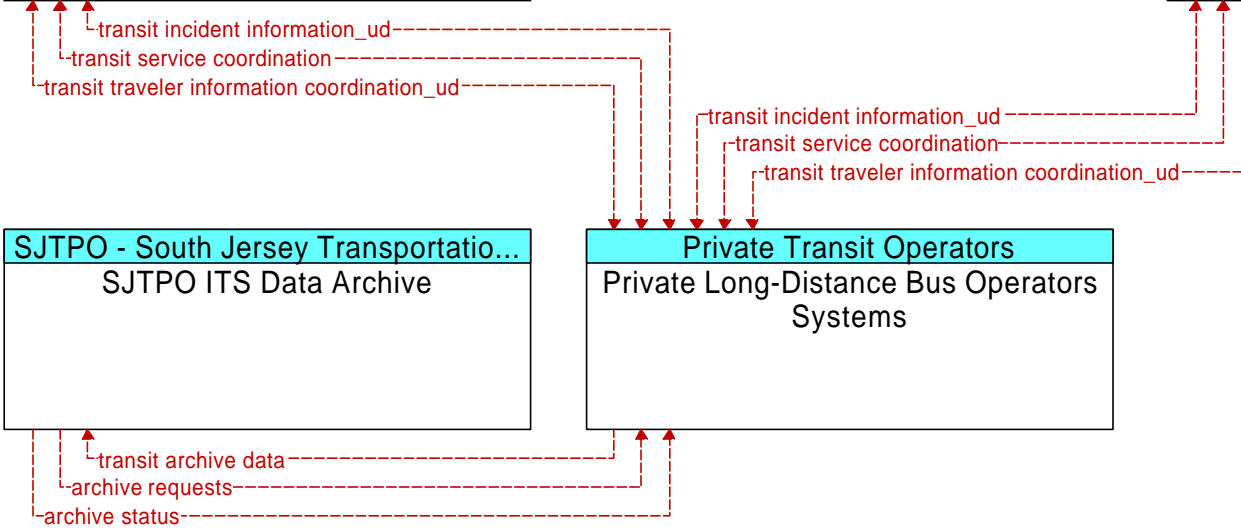 transit incident information_ud
transit service coordination
transit traveler information coordination_ud
transit incident information_ud
transit service coordination
transit traveler information coordination_ud
SJTPO - South Jersey Transportatio...
SJTPO ITS Data Archive
Private Transit Operators
Private Long-Distance Bus Operators
Systems
transit archive data
archive requests
archive status